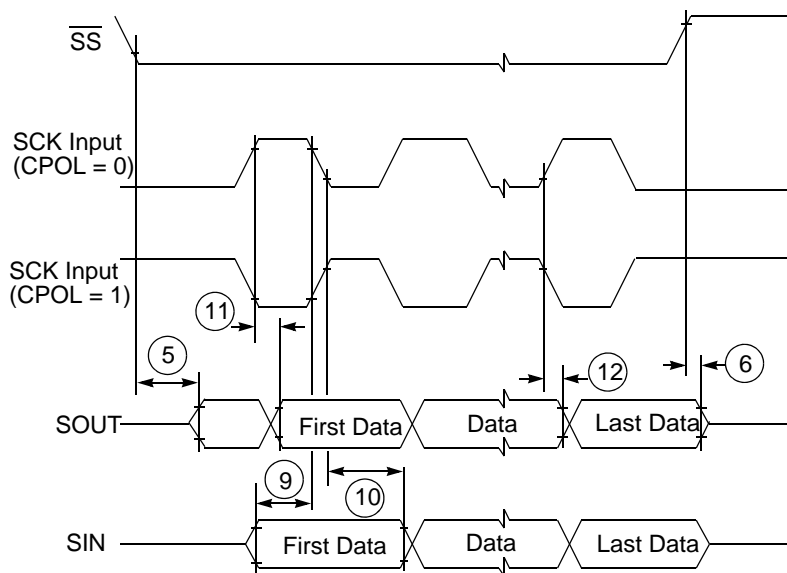 SS
SCK Input
(CPOL = 0)
SCK Input
(CPOL = 1)
11
5
12
6
SOUT
First Data
Data
Last Data
9
10
SIN
First Data
Data
Last Data